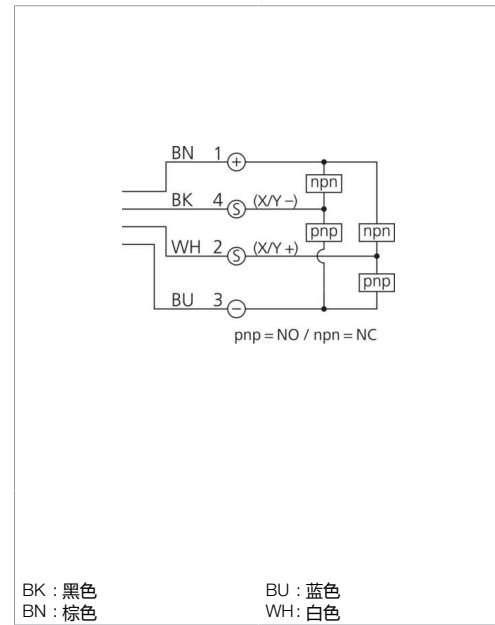 BN 1 +
npn
BK 4 S (X/Y –)
pnp npn
WH 2 S (X/Y +)
pnp
BU 3 –
pnp = NO / npn = NC
BK : 黑色 BU : 蓝色
BN : 棕色 WH : 白色